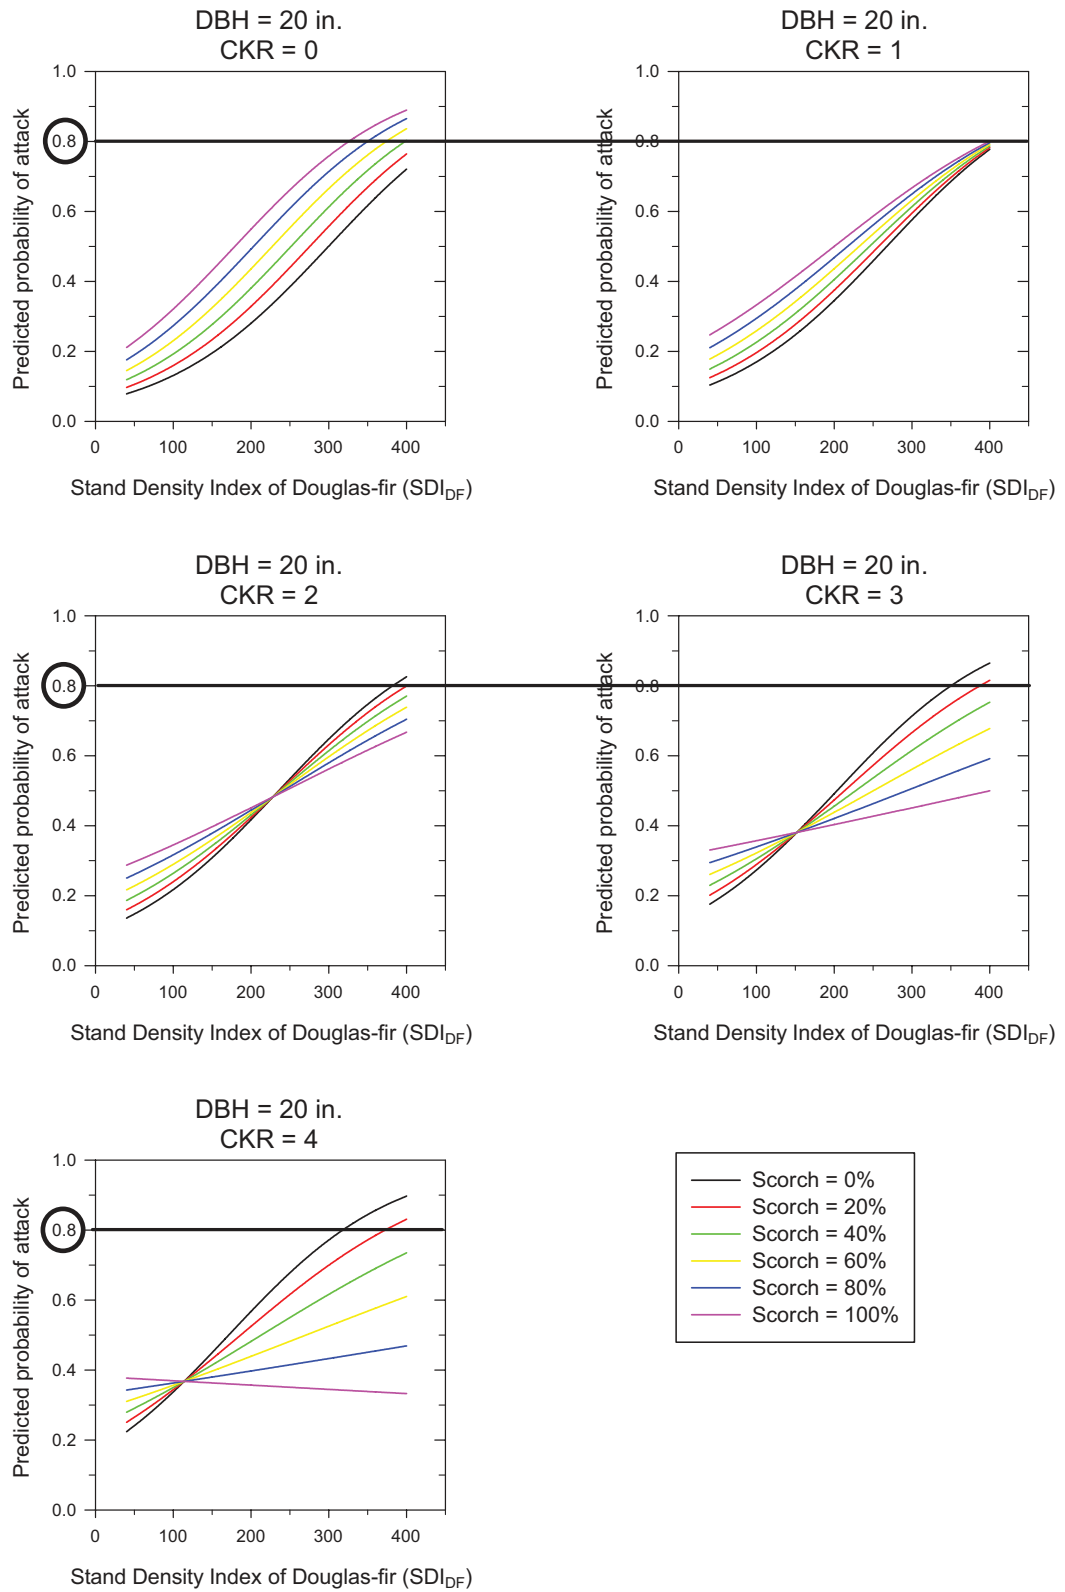 DBH = 20 in.
CKR = 0
1.0
0.8
0.6
0.4
0.2
0.0
Predicted probability of attack
0 100 200 300 400
Stand Density Index of Douglas-fir (SDI_DF)
DBH = 20 in.
CKR = 1
1.0
0.8
0.6
0.4
0.2
0.0
Predicted probability of attack
0 100 200 300 400
Stand Density Index of Douglas-fir (SDI_DF)
DBH = 20 in.
CKR = 2
1.0
0.8
0.6
0.4
0.2
0.0
Predicted probability of attack
0 100 200 300 400
Stand Density Index of Douglas-fir (SDI_DF)
DBH = 20 in.
CKR = 3
1.0
0.8
0.6
0.4
0.2
0.0
Predicted probability of attack
0 100 200 300 400
Stand Density Index of Douglas-fir (SDI_DF)
DBH = 20 in.
CKR = 4
1.0
0.8
0.6
0.4
0.2
0.0
Predicted probability of attack
0 100 200 300 400
Stand Density Index of Douglas-fir (SDI_DF)
Scorch = 0%
Scorch = 20%
Scorch = 40%
Scorch = 60%
Scorch = 80%
Scorch = 100%